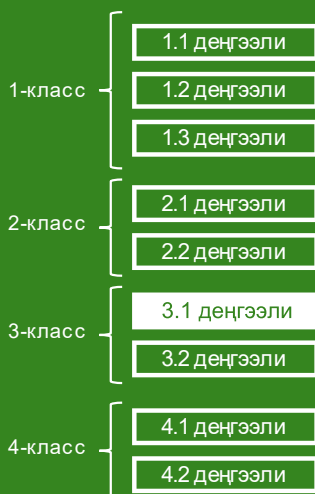 1-класс
1.1 деңгээли
1.2 деңгээли
1.3 деңгээли
2-класс
2.1 деңгээли
2.2 деңгээли
3-класс
3.1 деңгээли
3.2 деңгээли
4-класс
4.1 деңгээли
4.2 деңгээли